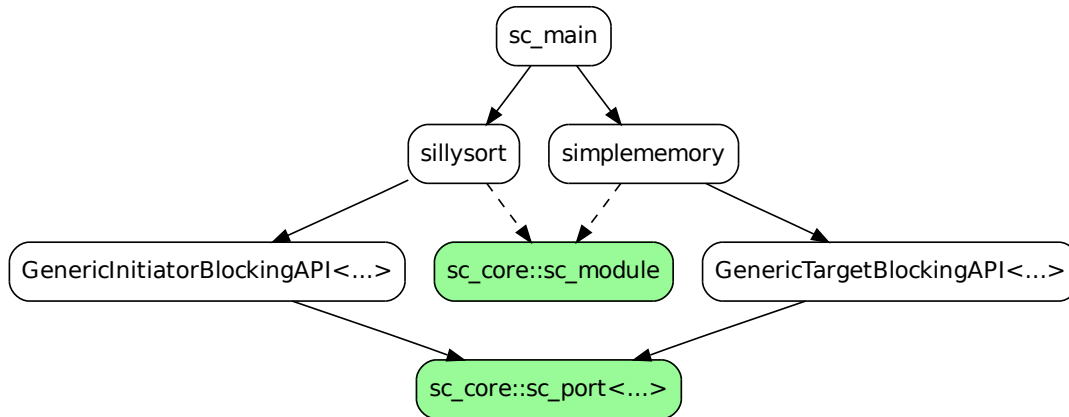 sc_main
sillysort
simplememory
GenericInitiatorBlockingAPI<...>
sc_core::sc_module
GenericTargetBlockingAPI<...>
sc_core::sc_port<...>